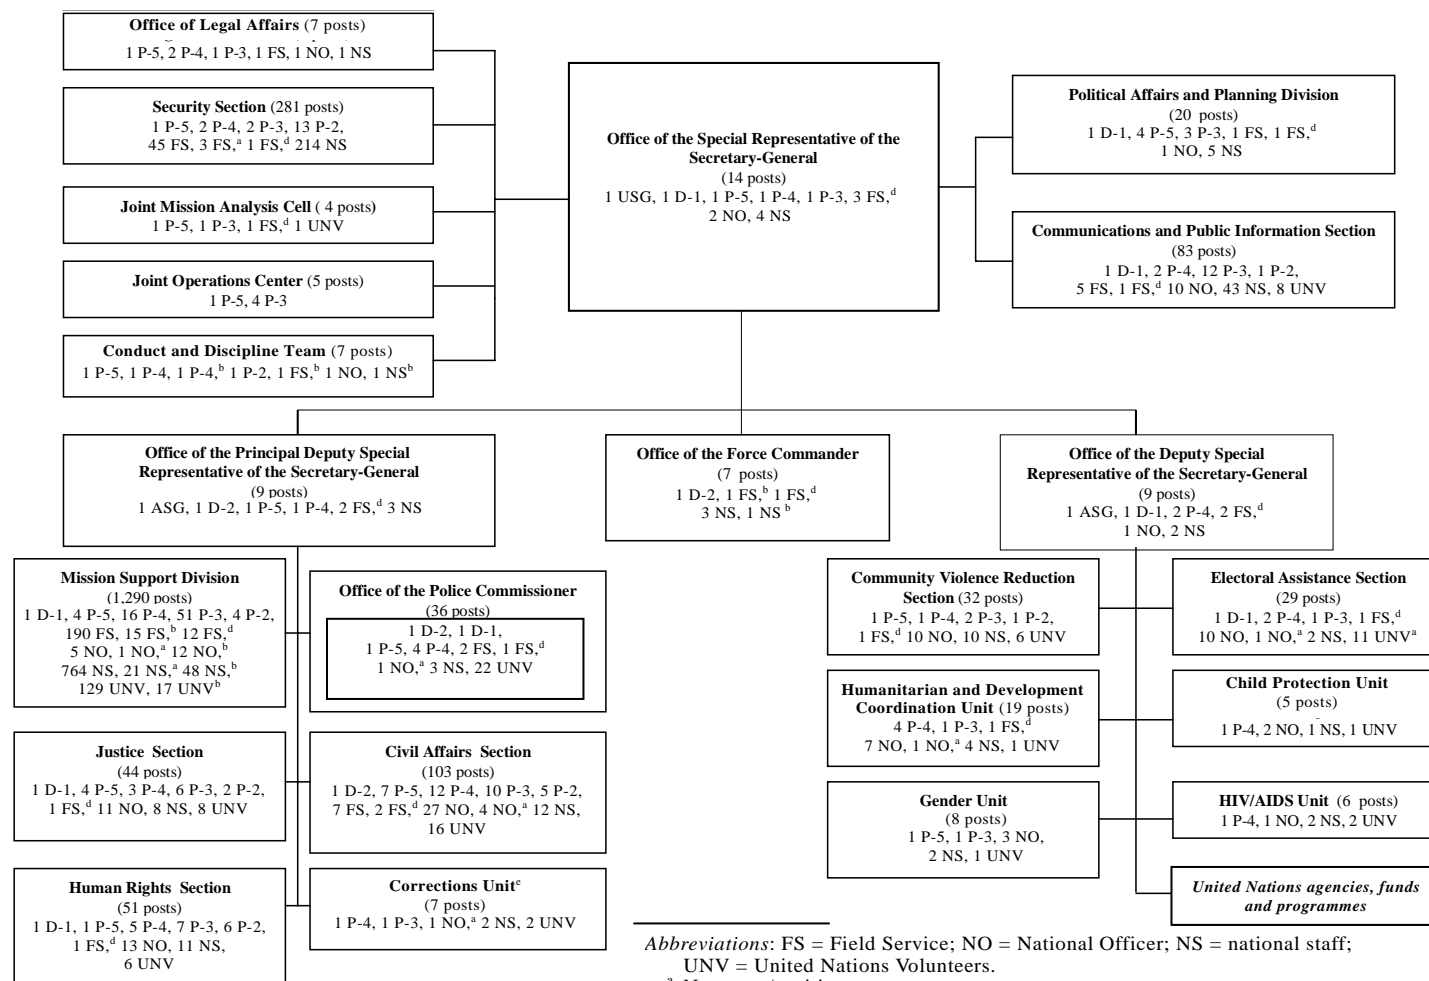 Office of Legal Affairs (7 posts)
1 P-5, 2 P-4, 1 P-3, 1 FS, 1 NO, 1 NS
Security Section (281 posts)
1 P-5, 2 P-4, 2 P-3, 13 P-2,
45 FS, 3 FS,ᵃ 1 FS,ᵈ 214 NS
Joint Mission Analysis Cell ( 4 posts)
1 P-5, 1 P-3, 1 FS,ᵈ 1 UNV
Joint Operations Center (5 posts)
1 P-5, 4 P-3
Conduct and Discipline Team (7 posts)
1 P-5, 1 P-4, 1 P-4,ᵇ 1 P-2, 1 FS,ᵇ 1 NO, 1 NSᵇ
Office of the Special Representative of the
Secretary-General
(14 posts)
1 USG, 1 D-1, 1 P-5, 1 P-4, 1 P-3, 3 FS,ᵈ
2 NO, 4 NS
Political Affairs and Planning Division
(20 posts)
1 D-1, 4 P-5, 3 P-3, 1 FS, 1 FS,ᵈ
1 NO, 5 NS
Communications and Public Information Section
(83 posts)
1 D-1, 2 P-4, 12 P-3, 1 P-2,
5 FS, 1 FS,ᵈ 10 NO, 43 NS, 8 UNV
Office of the Principal Deputy Special
Representative of the Secretary-General
(9 posts)
1 ASG, 1 D-2, 1 P-5, 1 P-4, 2 FS,ᵈ 3 NS
Office of the Force Commander
(7 posts)
1 D-2, 1 FS,ᵇ 1 FS,ᵈ
3 NS, 1 NS ᵇ
Office of the Deputy Special
Representative of the Secretary-General
(9 posts)
1 ASG, 1 D-1, 2 P-4, 2 FS,ᵈ
1 NO, 2 NS
Mission Support Division
(1,290 posts)
1 D-1, 4 P-5, 16 P-4, 51 P-3, 4 P-2,
190 FS, 15 FS,ᵇ 12 FS,ᵈ
5 NO, 1 NO,ᵃ 12 NO,ᵇ
764 NS, 21 NS,ᵃ 48 NS,ᵇ
129 UNV, 17 UNVᵇ
Office of the Police Commissioner
(36 posts)
1 D-2, 1 D-1,
1 P-5, 4 P-4, 2 FS, 1 FS,ᵈ
1 NO,ᵃ 3 NS, 22 UNV
Community Violence Reduction
Section (32 posts)
1 P-5, 1 P-4, 1 P-3, 1 P-2,
1 FS,ᵈ 10 NO, 10 NS, 6 UNV
Electoral Assistance Section
(29 posts)
1 D-1, 2 P-4, 1 P-3, 1 FS,ᵈ
10 NO, 1 NO,ᵃ 2 NS, 11 UNVᵃ
Humanitarian and Development
Coordination Unit (19 posts)
4 P-4, 1 P-3, 1 FS,ᵈ
7 NO, 1 NO,ᵃ 4 NS, 1 UNV
Child Protection Unit
(5 posts)
1 P-4, 2 NO, 1 NS, 1 UNV
Justice Section
(44 posts)
1 D-1, 4 P-5, 3 P-4, 6 P-3, 2 P-2,
1 FS,ᵈ 11 NO, 8 NS, 8 UNV
Civil Affairs Section
(103 posts)
1 D-2, 7 P-5, 12 P-4, 10 P-3, 5 P-2,
7 FS, 2 FS,ᵈ 27 NO, 4 NO,ᵃ 12 NS,
16 UNV
Gender Unit
(8 posts)
1 P-5, 1 P-3, 3 NO,
2 NS, 1 UNV
HIV/AIDS Unit (6 posts)
1 P-4, 1 NO, 2 NS, 2 UNV
Human Rights Section
(51 posts)
1 D-1, 1 P-5, 5 P-4, 7 P-3, 6 P-2,
1 FS,ᵈ 13 NO, 11 NS,
6 UNV
Corrections Unitᵉ
(7 posts)
1 P-4, 1 P-3, 1 NO,ᵃ 2 NS, 2 UNV
United Nations agencies, funds
and programmes
Abbreviations: FS = Field Service; NO = National Officer; NS = national staff;
UNV = United Nations Volunteers.